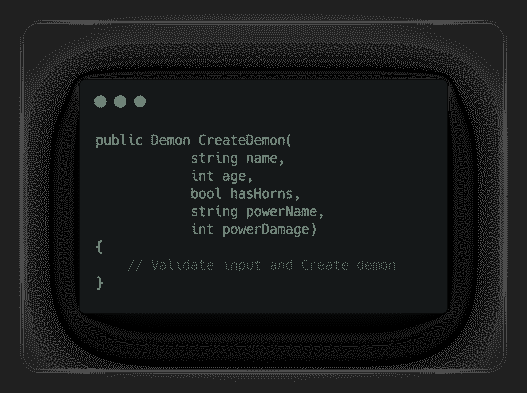 public Demon CreateDemon(
string name,
int age,
bool hasHorns,
string powerName,
int powerDamage)
{
// Validate input and Create demon
}